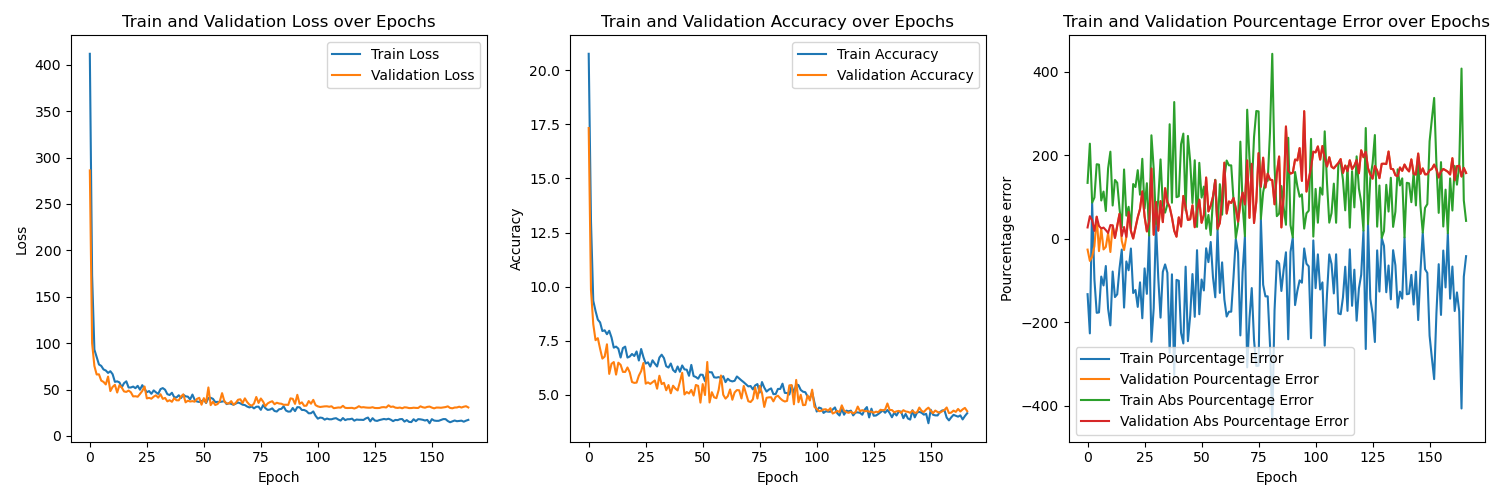 Train and Validation Loss over Epochs
400
350
300
250
200
150
100
50
0
Loss
0 25 50 75 100 125 150
Epoch
Train Loss
Validation Loss
Train and Validation Accuracy over Epochs
20.0
17.5
15.0
12.5
10.0
7.5
5.0
Accuracy
0 25 50 75 100 125 150
Epoch
Train Accuracy
Validation Accuracy
Train and Validation Pourcentage Error over Epochs
400
200
0
−200
−400
Pourcentage error
0 25 50 75 100 125 150
Epoch
Train Pourcentage Error
Validation Pourcentage Error
Train Abs Pourcentage Error
Validation Abs Pourcentage Error